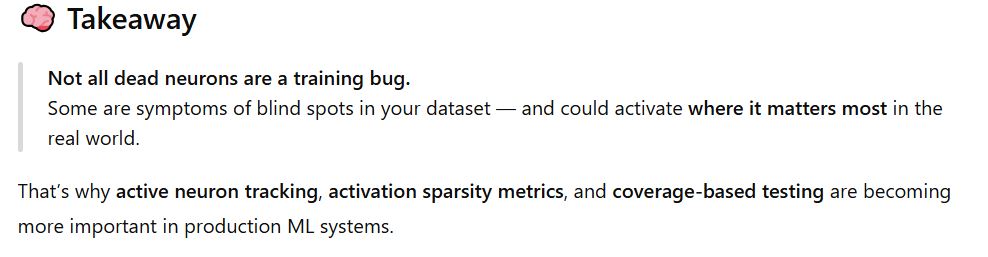 🧠 Takeaway
Not all dead neurons are a training bug.
Some are symptoms of blind spots in your dataset — and could activate where it matters most in the
real world.
That's why active neuron tracking, activation sparsity metrics, and coverage-based testing are becoming
more important in production ML systems.